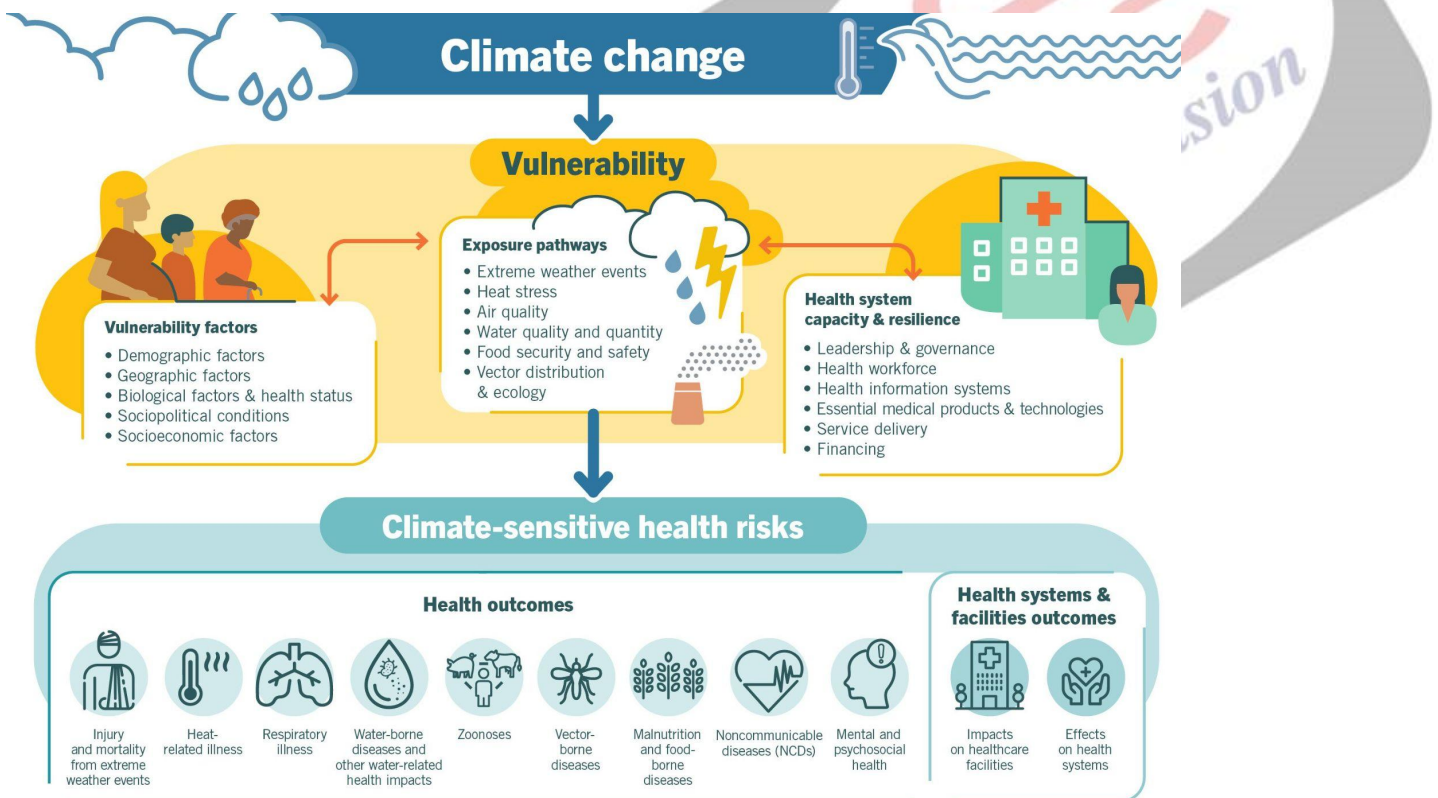 Climate change
Vulnerability
Vulnerability factors
• Demographic factors
• Geographic factors
• Biological factors & health status
• Sociopolitical conditions
• Socioeconomic factors
Exposure pathways
• Extreme weather events
• Heat stress
• Air quality
• Water quality and quantity
• Food security and safety
• Vector distribution
& ecology
Health system
capacity & resilience
• Leadership & governance
• Health workforce
• Health information systems
• Essential medical products & technologies
• Service delivery
• Financing
Climate-sensitive health risks
Health outcomes
Injury
and mortality
from extreme
weather events
Heat-
related illness
Respiratory
illness
Water-borne
diseases and
other water-related
health impacts
Zoonoses
Vector-
borne
diseases
Malnutrition
and food-
borne
diseases
Noncommunicable
diseases (NCDs)
Mental and
psychosocial
health
Health systems &
facilities outcomes
Impacts
on healthcare
facilities
Effects
on health
systems